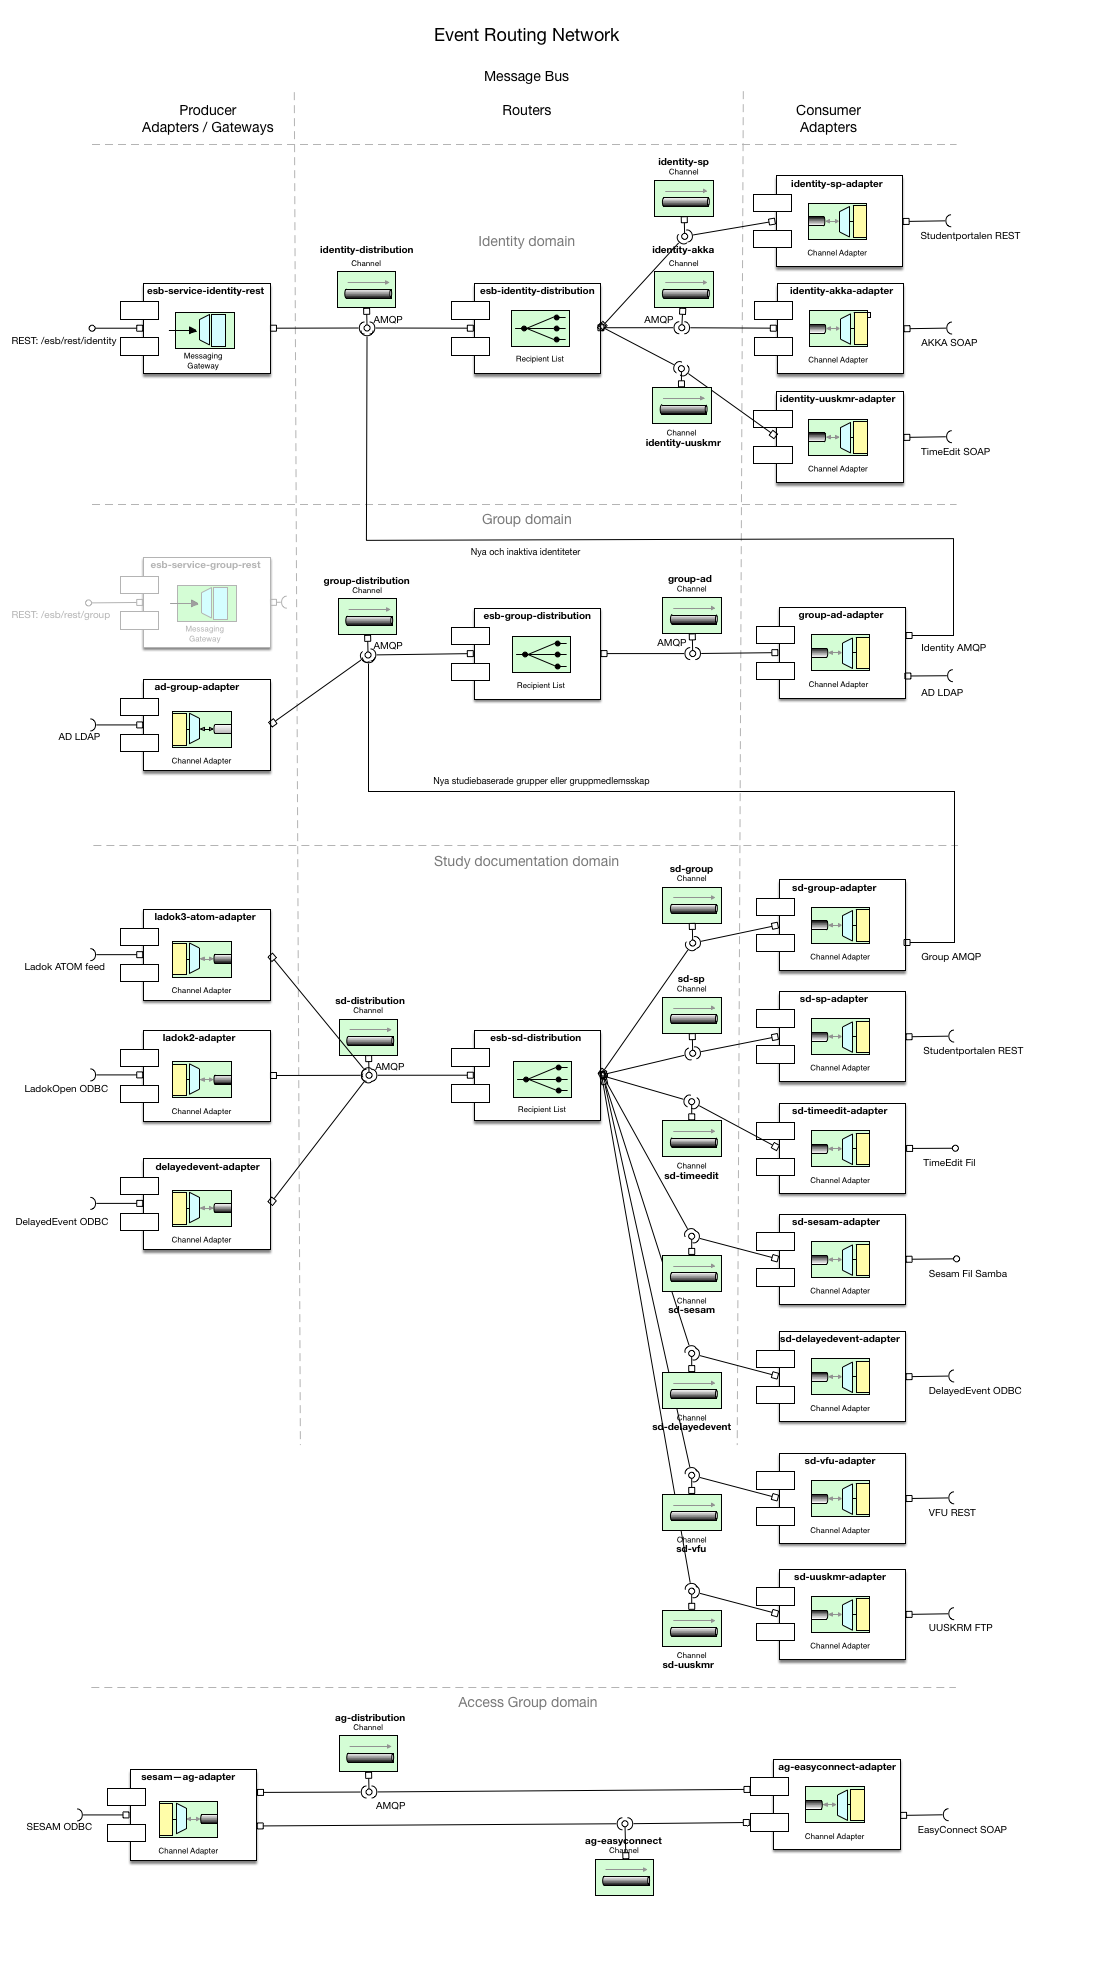 Event Routing Network
Message Bus
Producer
Adapters / Gateways
Routers
Consumer
Adapters
identity-sp
Channel
identity-sp-adapter
Channel Adapter
Studentportalen REST
Identity domain
identity-distribution
Channel
AMQP
identity-akka
Channel
AMQP
esb-service-identity-rest
Messaging
Gateway
REST: /esb/rest/identity
esb-identity-distribution
Recipient List
identity-akka-adapter
Channel Adapter
AKKA SOAP
Channel
identity-uuskmr
identity-uuskmr-adapter
Channel Adapter
TimeEdit SOAP
Group domain
Nya och inaktiva identiteter
esb-service-group-rest
Messaging
Gateway
REST: /esb/rest/group
group-distribution
Channel
AMQP
esb-group-distribution
Recipient List
group-ad
Channel
AMQP
group-ad-adapter
Channel Adapter
Identity AMQP
AD LDAP
ad-group-adapter
Channel Adapter
AD LDAP
Nya studiebaserade grupper eller gruppmedlemsskap
Study documentation domain
sd-group
Channel
sd-group-adapter
Channel Adapter
Group AMQP
ladok3-atom-adapter
Channel Adapter
Ladok ATOM feed
sd-sp
Channel
sd-sp-adapter
Channel Adapter
Studentportalen REST
sd-distribution
Channel
AMQP
ladok2-adapter
Channel Adapter
LadokOpen ODBC
esb-sd-distribution
Recipient List
Channel
sd-timeedit
sd-timeedit-adapter
Channel Adapter
TimeEdit Fil
delayedevent-adapter
Channel Adapter
DelayedEvent ODBC
Channel
sd-sesam
sd-sesam-adapter
Channel Adapter
Sesam Fil Samba
Channel
sd-delayedevent
sd-delayedevent-adapter
Channel Adapter
DelayedEvent ODBC
Channel
sd-vfu
sd-vfu-adapter
Channel Adapter
VFU REST
Channel
sd-uuskmr
sd-uuskmr-adapter
Channel Adapter
UUSKRM FTP
Access Group domain
ag-distribution
Channel
AMQP
sesam—ag-adapter
Channel Adapter
SESAM ODBC
ag-easyconnect
Channel
ag-easyconnect-adapter
Channel Adapter
EasyConnect SOAP